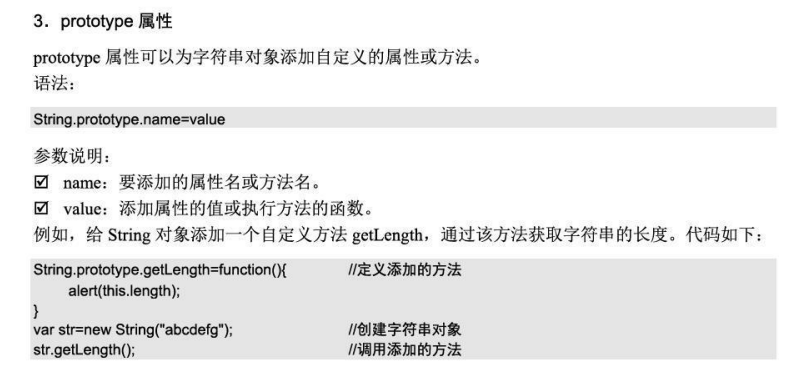 3．prototype 属性
prototype 属性可以为字符串对象添加自定义的属性或方法。
语法：
String.prototype.name=value
参数说明：
☑ name：要添加的属性名或方法名。
☑ value：添加属性的值或执行方法的函数。
例如，给 String 对象添加一个自定义方法 getLength，通过该方法获取字符串的长度。代码如下：
String.prototype.getLength=function(){ //定义添加的方法
alert(this.length);
}
var str=new String("abcdefg"); //创建字符串对象
str.getLength(); //调用添加的方法